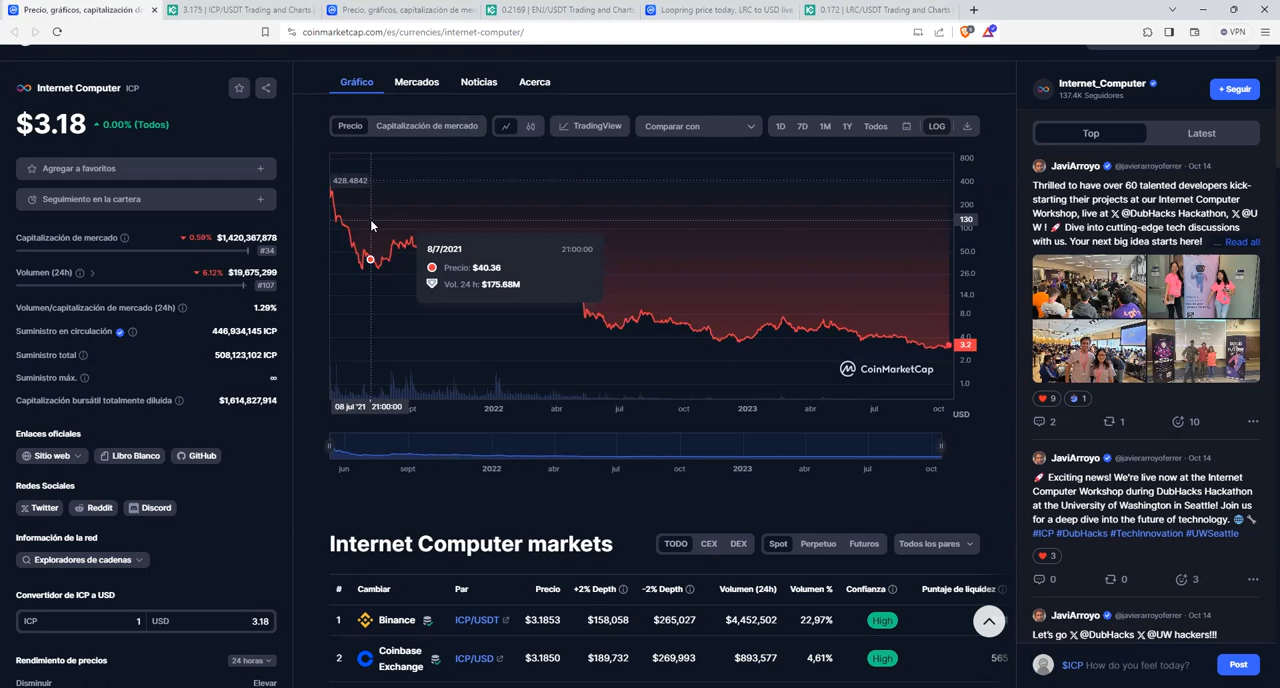 Precio, gráficos, capitalización de
3.175 | ICP/USDT Trading and Charts
Precio, gráficos, capitalización de mer
0.2169 | ENJ/USDT Trading and Charts
Loopring price today, LRC to USD live
0.172 | LRC/USDT Trading and Charts
coinmarketcap.com/es/currencies/internet-computer/
VPN
Internet Computer ICP
$3.18 0.00% (Todos)
Agregar a favoritos
Seguimiento en la cartera
Capitalización de mercado 0.59% $1,420,367,878
#34
Volumen (24h) 6.12% $19,675,299
#107
Volumen/capitalización de mercado (24h) 1.29%
Suministro en circulación 446,934,145 ICP
Suministro total 508,123,102 ICP
Suministro máx. ∞
Capitalización bursátil totalmente diluida $1,614,827,914
Enlaces oficiales
Sitio web Libro Blanco GitHub
Redes Sociales
Twitter Reddit Discord
Información de la red
Exploradores de cadenas
Convertidor de ICP a USD
ICP 1 USD 3.18
Rendimiento de precios 24 horas
Disminuir Elevar
Gráfico Mercados Noticias Acerca
Precio Capitalización de mercado TradingView Comparar con 1D 7D 1M 1Y Todos LOG
428.4842
800
400
200
130
100
50.0
26.0
14.0
8.0
4.0
3.2
2.0
1.0
USD
8/7/2021 21:00:00
Precio: $40.36
Vol. 24 h: $175.68M
CoinMarketCap
08 jul '21 21:00:00 pt 2022 abr jul oct 2023 abr jul oct
jun sept 2022 abr jul oct 2023 abr jul oct
Internet Computer markets
TODO CEX DEX Spot Perpetuo Futuros Todos los pares
# Cambiar Par Precio +2% Depth -2% Depth Volumen (24h) Volumen % Confianza Puntaje de liquidez
1 Binance ICP/USDT $3.1853 $158,058 $265,027 $4,452,502 22,97% High
2 Coinbase Exchange ICP/USD $3.1850 $189,732 $269,993 $893,577 4,61% High 565
Internet_Computer
137.4K Seguidores
+ Seguir
Top Latest
JaviArroyo @javierarroyoferrer · Oct 14
Thrilled to have over 60 talented developers kick-
starting their projects at our Internet Computer
Workshop, live at 𝕏 @DubHacks Hackathon, 𝕏 @U
W ! 🚀 Dive into cutting-edge tech discussions
with us. Your next big idea starts here! ... Read all
9 1
2 1 10
JaviArroyo @javierarroyoferrer · Oct 14
🚀 Exciting news! We're live now at the Internet
Computer Workshop during DubHacks Hackathon
at the University of Washington in Seattle! Join us
for a deep dive into the future of technology. 🌐 🔧
#ICP #DubHacks #TechInnovation #UWSeattle
3
0 0 3
JaviArroyo @javierarroyoferrer · Oct 14
Let's go 𝕏 @DubHacks 𝕏 @UW hackers!!!
$ICP How do you feel today? Post